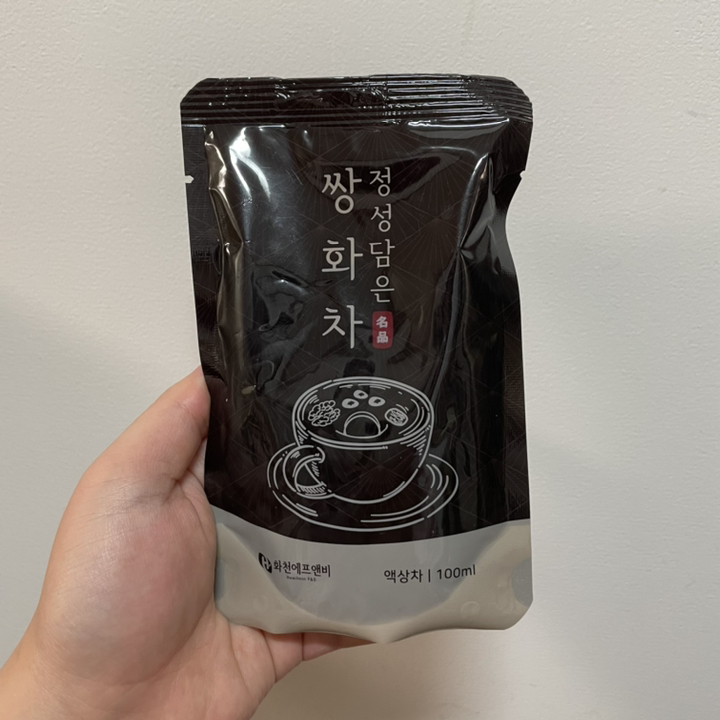 정성담은
쌍화차
名品
화천에프앤비
액상차 | 100ml